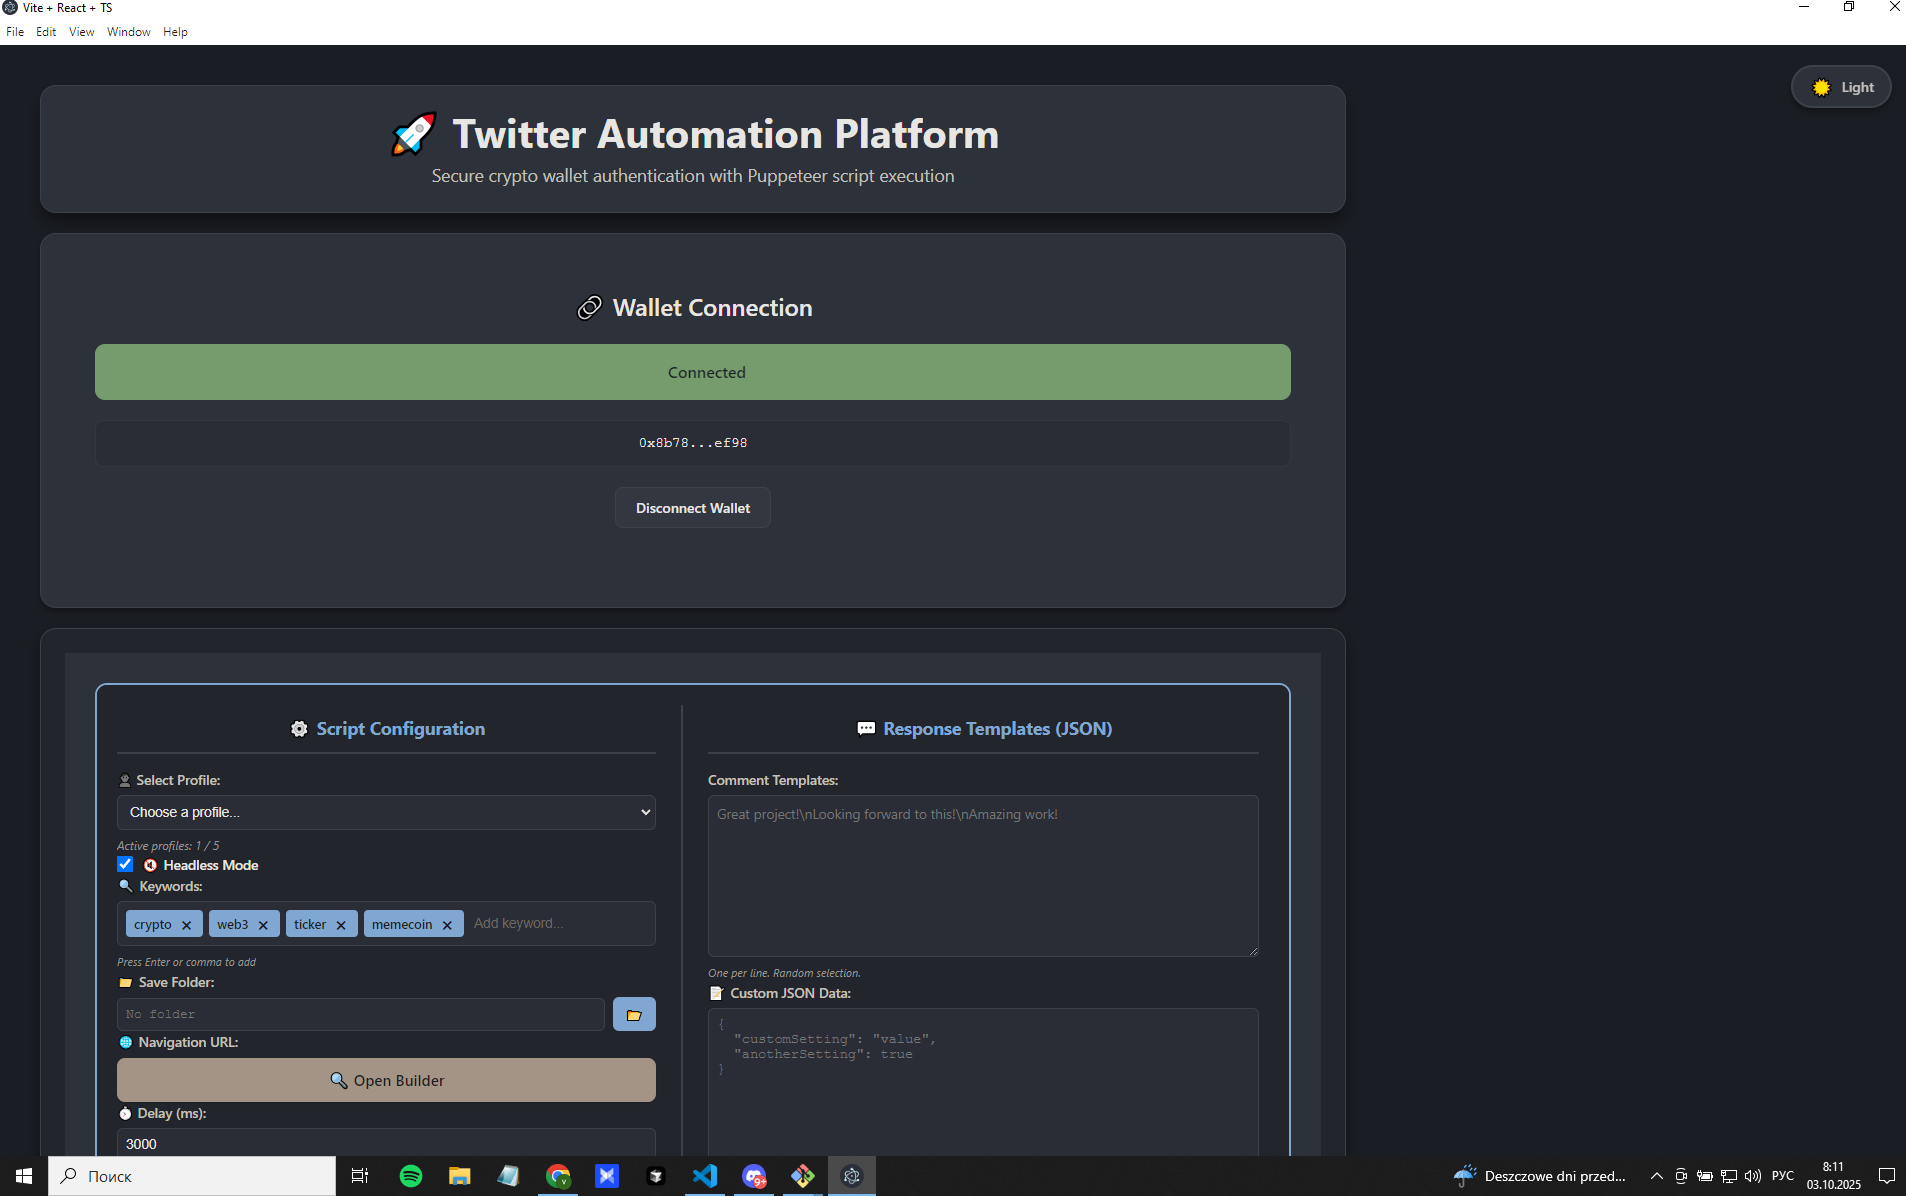 Vite + React + TS
File Edit View Window Help
Light
Twitter Automation Platform
Secure crypto wallet authentication with Puppeteer script execution
Wallet Connection
Connected
0x8b78...ef98
Disconnect Wallet
Script Configuration
Select Profile:
Choose a profile...
Active profiles: 1 / 5
Headless Mode
Keywords:
crypto × web3 × ticker × memecoin × Add keyword...
Press Enter or comma to add
Save Folder:
No folder
Navigation URL:
Open Builder
Delay (ms):
3000
Response Templates (JSON)
Comment Templates:
Great project!\nLooking forward to this!\nAmazing work!
One per line. Random selection.
Custom JSON Data:
{
"customSetting": "value",
"anotherSetting": true
}
Поиск
9+
Deszczowe dni przed...
РУС
8:11
03.10.2025